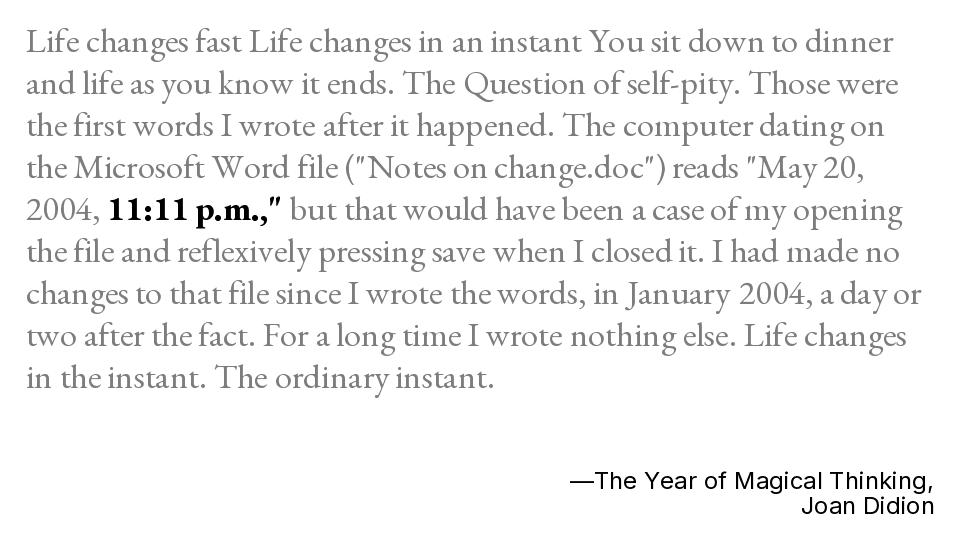 Life changes fast Life changes in an instant You sit down to dinner
and life as you know it ends. The Question of self-pity. Those were
the first words I wrote after it happened. The computer dating on
the Microsoft Word file ("Notes on change.doc") reads "May 20,
2004, 11:11 p.m.," but that would have been a case of my opening
the file and reflexively pressing save when I closed it. I had made no
changes to that file since I wrote the words, in January 2004, a day or
two after the fact. For a long time I wrote nothing else. Life changes
in the instant. The ordinary instant.
—The Year of Magical Thinking,
Joan Didion